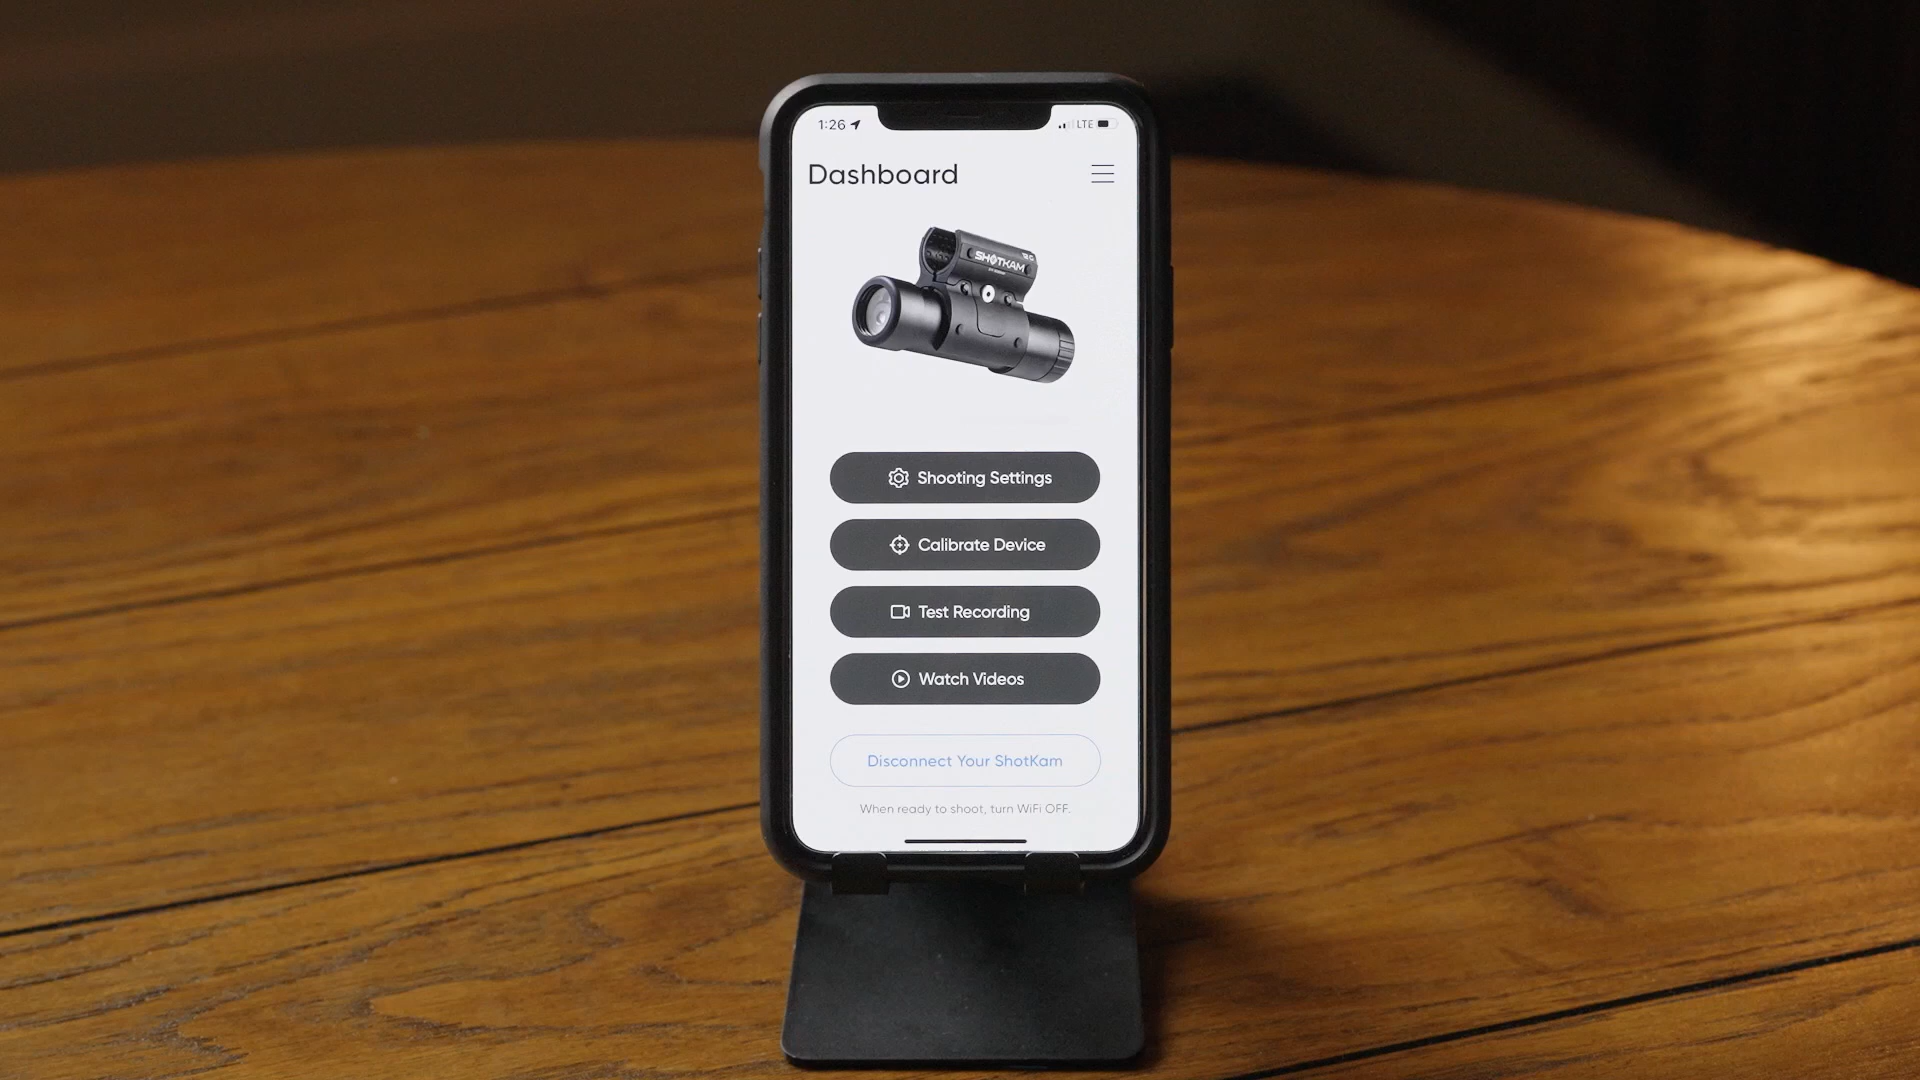 1:26
LTE
Dashboard
SHOTKAM
Shooting Settings
Calibrate Device
Test Recording
Watch Videos
Disconnect Your ShotKam
When ready to shoot, turn WiFi OFF.